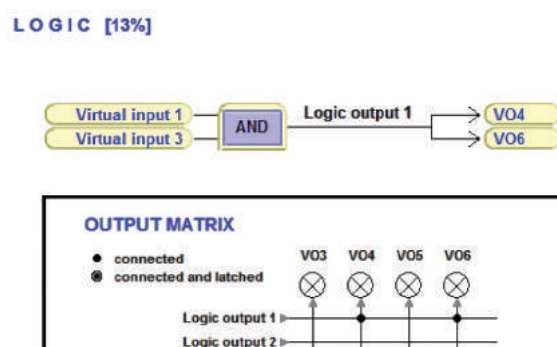 LOGIC [13%]
Virtual input 1
Virtual input 3
AND
Logic output 1
VO4
VO6
OUTPUT MATRIX
connected
connected and latched
VO3 VO4 VO5 VO6
Logic output 1
Logic output 2